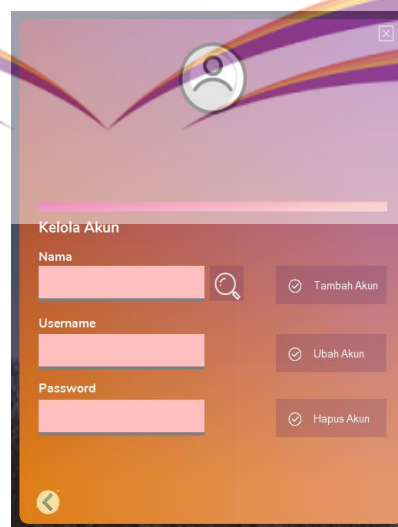 Kelola Akun
Nama
Tambah Akun
Username
Ubah Akun
Password
Hapus Akun